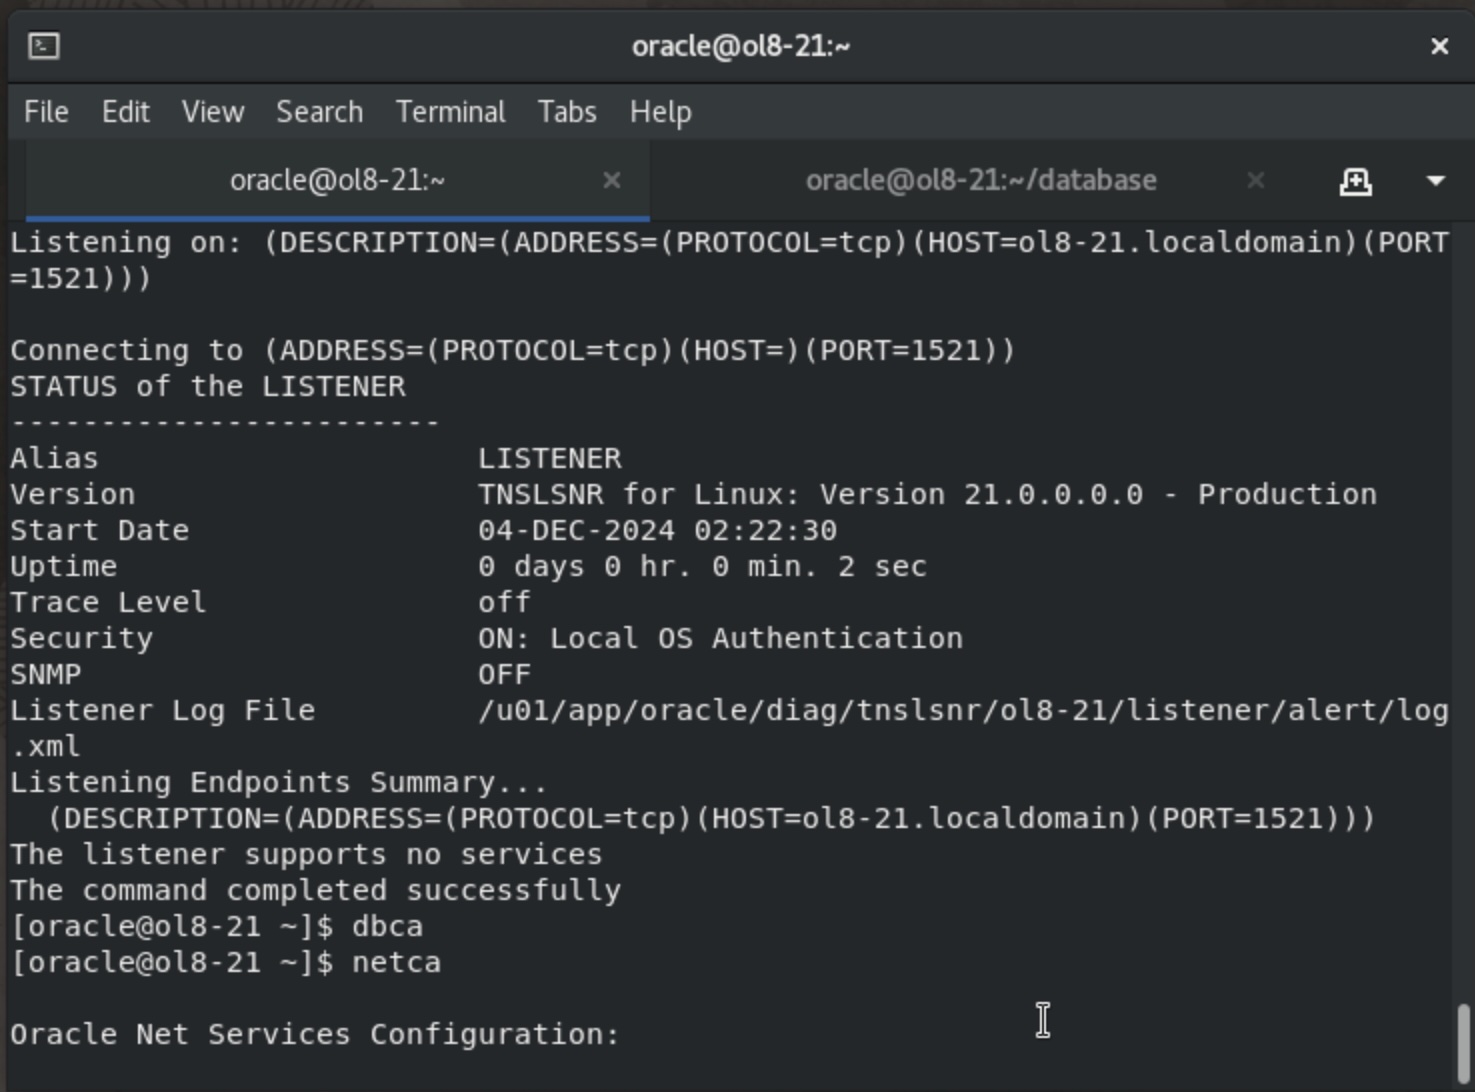 oracle@ol8-21:~
File Edit View Search Terminal Tabs Help
oracle@ol8-21:~ oracle@ol8-21:~/database
Listening on: (DESCRIPTION=(ADDRESS=(PROTOCOL=tcp)(HOST=ol8-21.localdomain)(PORT
=1521)))
Connecting to (ADDRESS=(PROTOCOL=tcp)(HOST=)(PORT=1521))
STATUS of the LISTENER
------------------------
Alias                     LISTENER
Version                   TNSLSNR for Linux: Version 21.0.0.0.0 - Production
Start Date                04-DEC-2024 02:22:30
Uptime                    0 days 0 hr. 0 min. 2 sec
Trace Level               off
Security                  ON: Local OS Authentication
SNMP                      OFF
Listener Log File         /u01/app/oracle/diag/tnslsnr/ol8-21/listener/alert/log
.xml
Listening Endpoints Summary...
  (DESCRIPTION=(ADDRESS=(PROTOCOL=tcp)(HOST=ol8-21.localdomain)(PORT=1521)))
The listener supports no services
The command completed successfully
[oracle@ol8-21 ~]$ dbca
[oracle@ol8-21 ~]$ netca
Oracle Net Services Configuration: